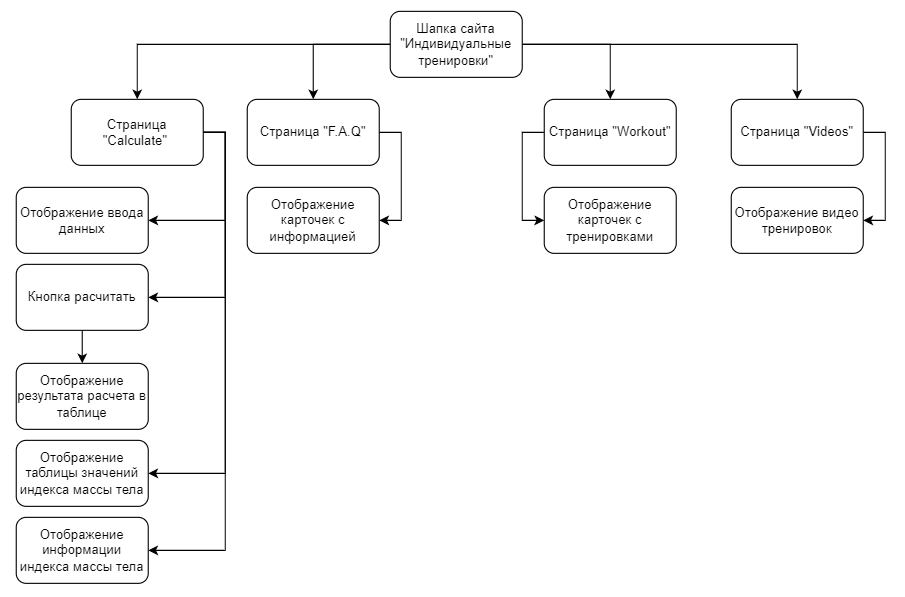 Шапка сайта
"Индивидуальные
тренировки"
Страница
"Calculate"
Страница "F.A.Q"
Страница "Workout"
Страница "Videos"
Отображение ввода
данных
Отображение
карточек с
информацией
Отображение
карточек с
тренировками
Отображение видео
тренировок
Кнопка расчитать
Отображение
результата расчета в
таблице
Отображение
таблицы значений
индекса массы тела
Отображение
информации
индекса массы тела